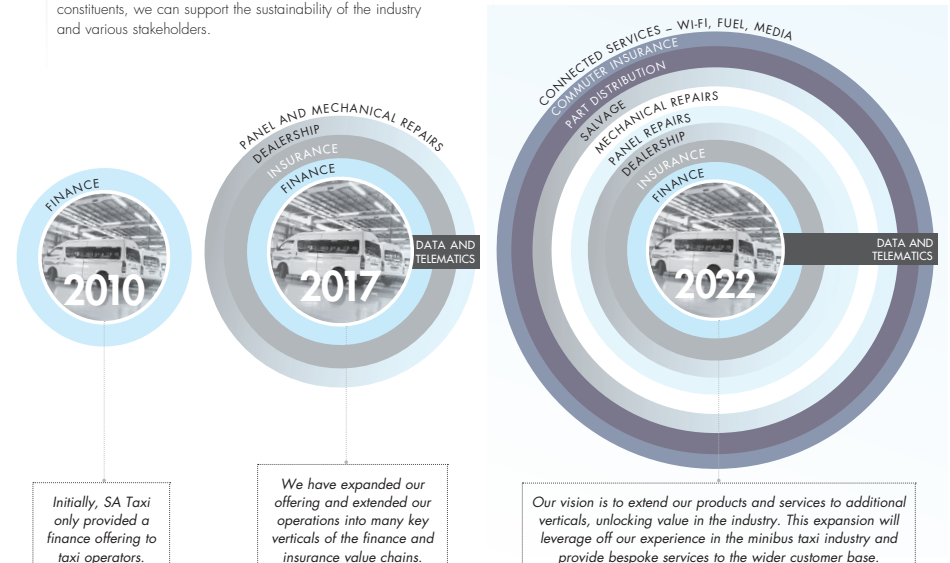 constituents, we can support the sustainability of the industry
and various stakeholders.
FINANCE
2010
Initially, SA Taxi
only provided a
finance offering to
taxi operators.
PANEL AND MECHANICAL REPAIRS
DEALERSHIP
INSURANCE
FINANCE
2017
DATA AND
TELEMATICS
We have expanded our
offering and extended our
operations into many key
verticals of the finance and
insurance value chains.
CONNECTED SERVICES – WI-FI, FUEL, MEDIA
COMMUTER INSURANCE
PART DISTRIBUTION
SALVAGE
MECHANICAL REPAIRS
PANEL REPAIRS
DEALERSHIP
INSURANCE
FINANCE
2022
DATA AND
TELEMATICS
Our vision is to extend our products and services to additional
verticals, unlocking value in the industry. This expansion will
leverage off our experience in the minibus taxi industry and
provide bespoke services to the wider customer base.